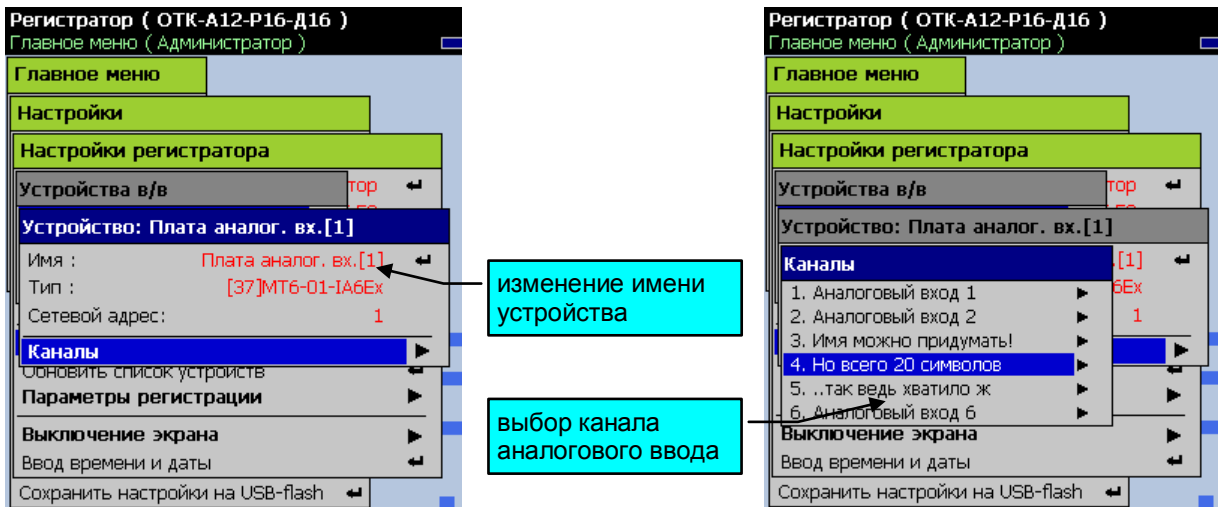 Регистратор ( ОТК-А12-Р16-Д16 )
Главное меню ( Администратор )
Главное меню
Настройки
Настройки регистратора
Устройства в/в
тор
Устройство: Плата аналог. вх.[1]
Имя : Плата аналог. вх.[1]
Тип : [37]МТ6-01-IA6Ex
Сетевой адрес: 1
Каналы
Обновить список устройств
Параметры регистрации
Выключение экрана
Ввод времени и даты
Сохранить настройки на USB-flash
изменение имени
устройства
выбор канала
аналогового ввода
Регистратор ( ОТК-А12-Р16-Д16 )
Главное меню ( Администратор )
Главное меню
Настройки
Настройки регистратора
Устройства в/в
тор
Устройство: Плата аналог. вх.[1]
Каналы
.[1]
6Ex
1
1. Аналоговый вход 1
2. Аналоговый вход 2
3. Имя можно придумать!
4. Но всего 20 символов
5. ..так ведь хватило ж
6. Аналоговый вход 6
Выключение экрана
Ввод времени и даты
Сохранить настройки на USB-flash